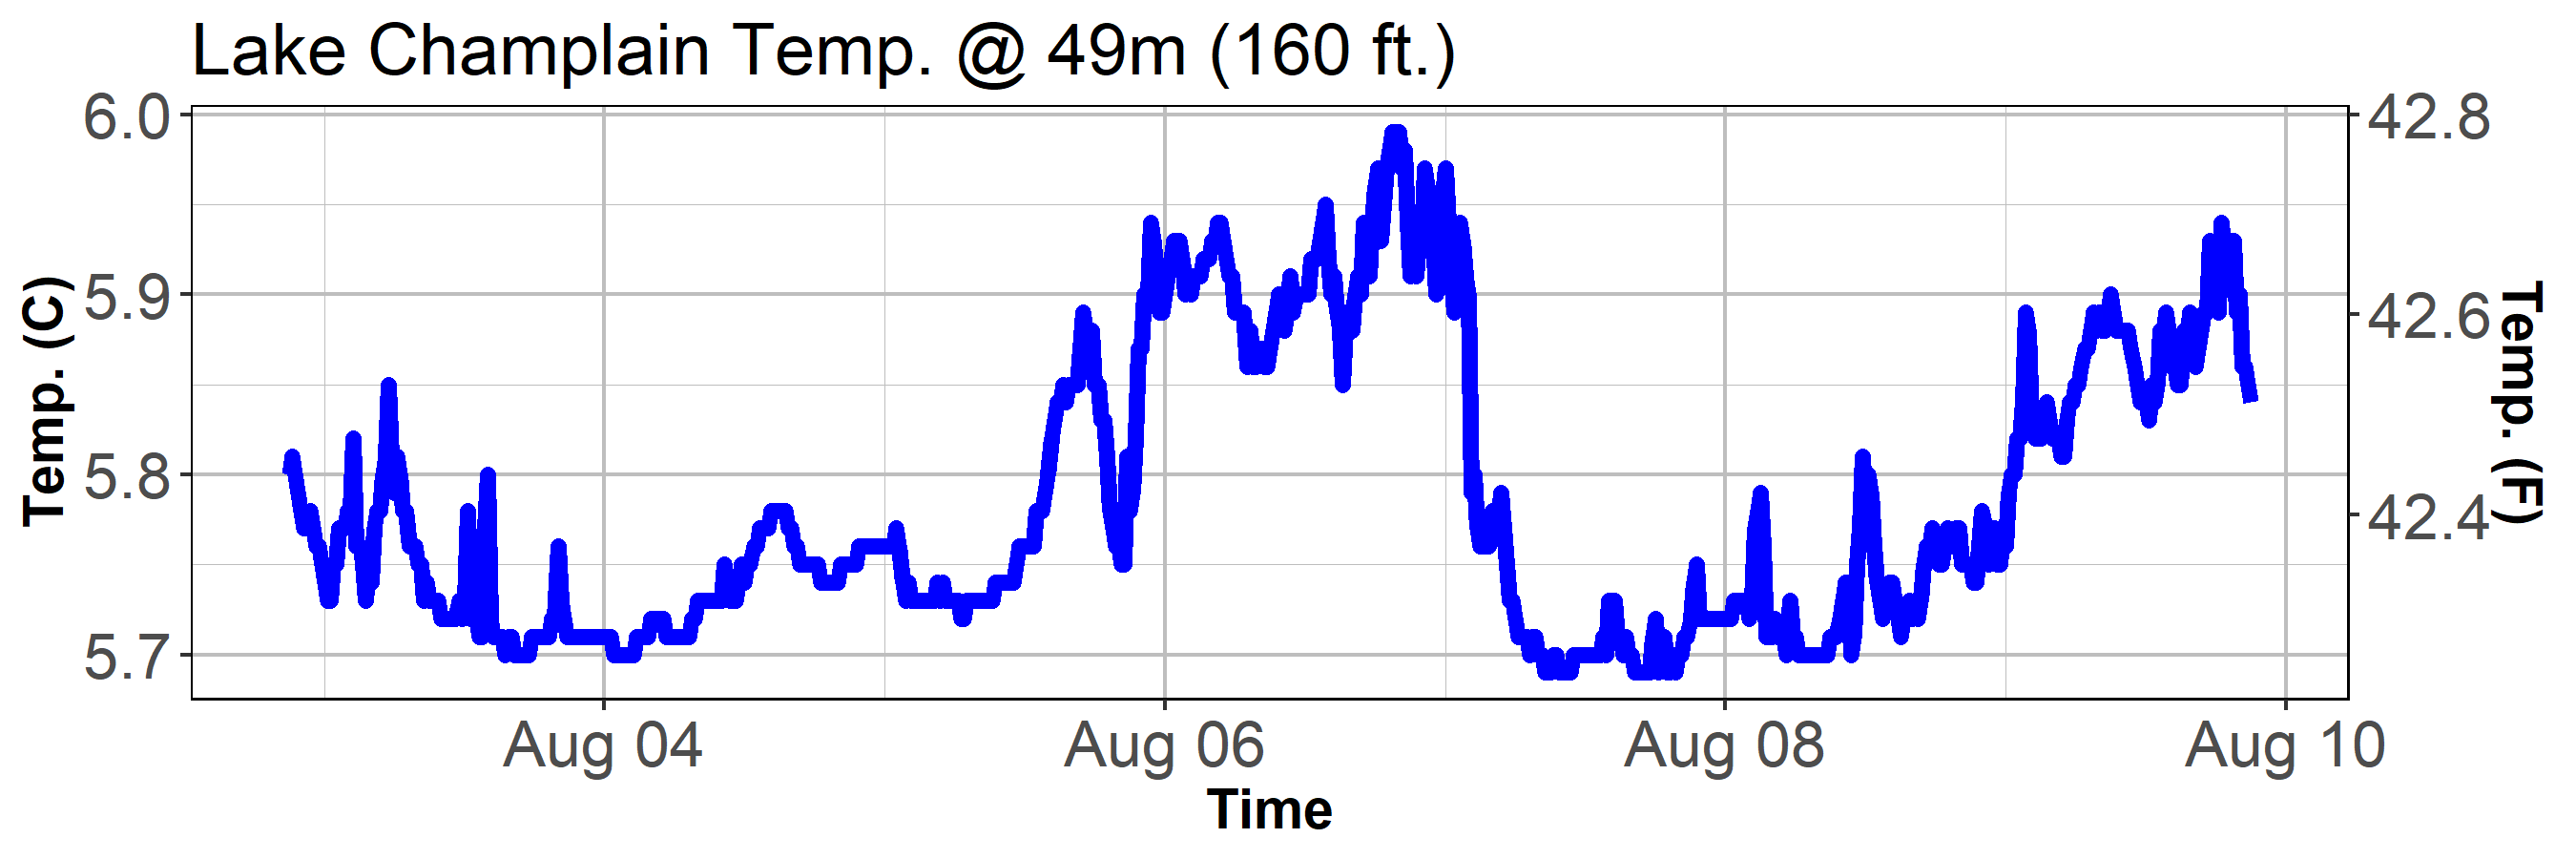 Lake Champlain Temp. @ 49m (160 ft.)
6.0
5.9
5.8
5.7
Temp. (C)
42.8
42.6
42.4
Temp. (F)
Aug 04 Aug 06 Aug 08 Aug 10
Time